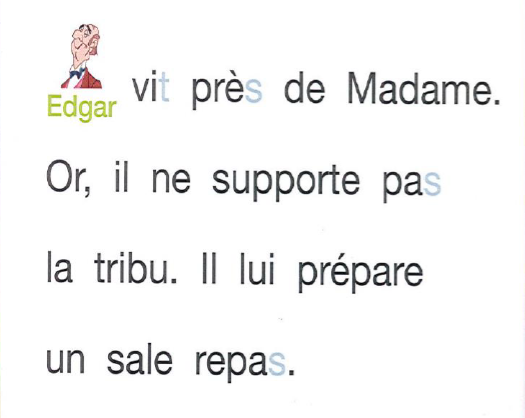 Edgar vit près de Madame.
Or, il ne supporte pas
la tribu. Il lui prépare
un sale repas.